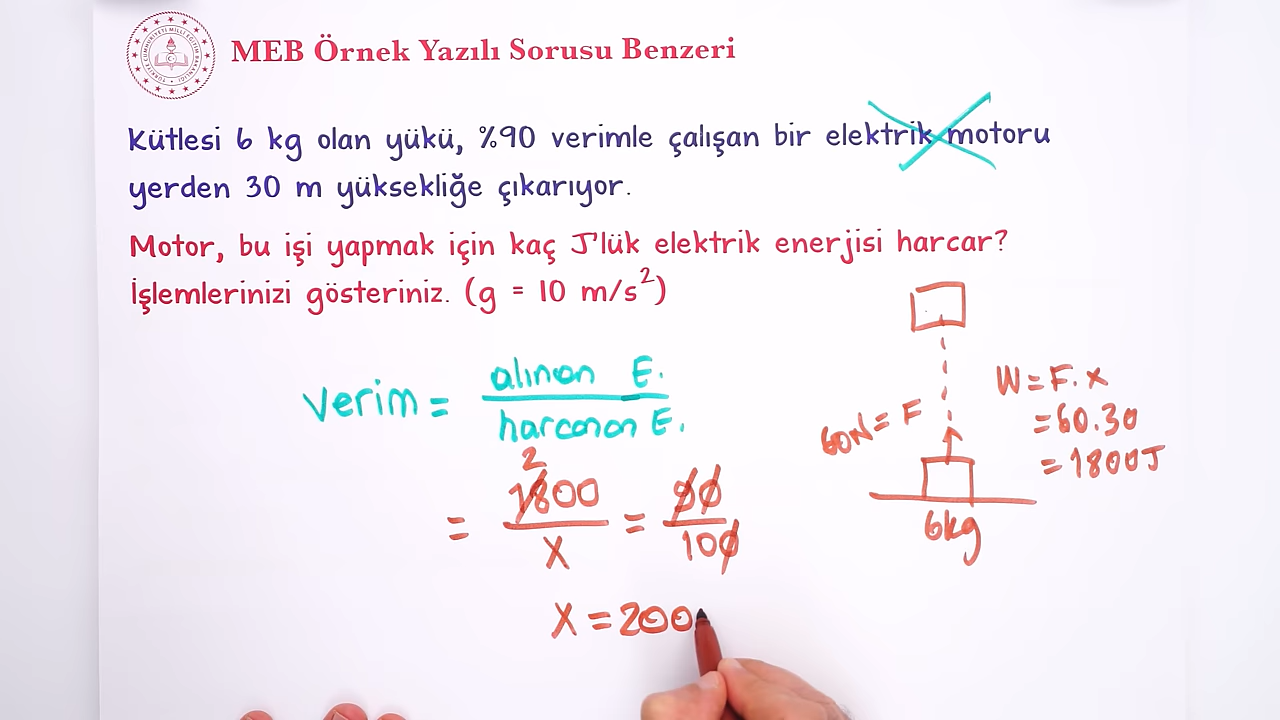 MEB Örnek Yazılı Sorusu Benzeri
Kütlesi 6 kg olan yükü, %90 verimle çalışan bir elektrik motoru
yerden 30 m yüksekliğe çıkarıyor.
Motor, bu işi yapmak için kaç J'lük elektrik enerjisi harcar?
İşlemlerinizi gösteriniz. (g = 10 m/s²)
verim =
alınan E.
harcanan E.
2
= 1800 / X = 90 / 100
X = 200
60N = F
6kg
W = F. x
= 60.30
= 1800J